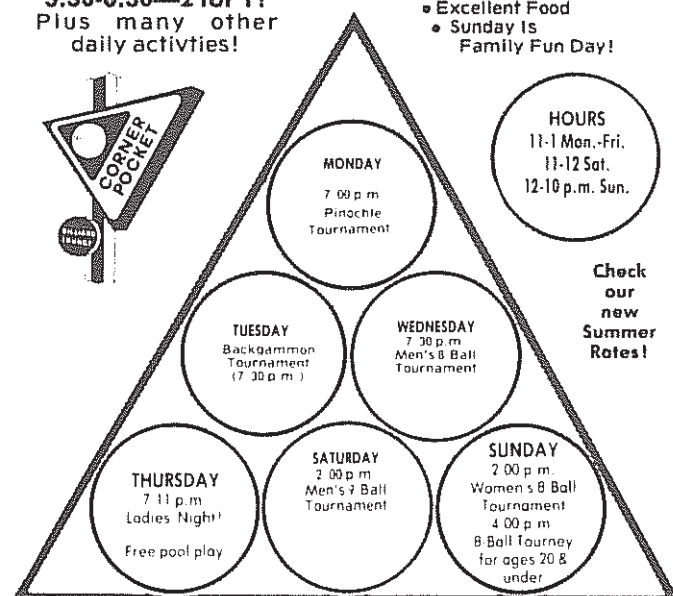 2 for 1!
Plus many other
daily activties!
• Excellent Food
• Sunday Is
Family Fun Day!
CORNER
POCKET
HOURS
11-1 Mon.-Fri.
11-12 Sat.
12-10 p.m. Sun.
Check
our
new
Summer
Rates!
MONDAY
7:00 p.m
Pinochle
Tournament
TUESDAY
Backgammon
Tournament
(7:30 p.m.)
WEDNESDAY
7:30 p.m.
Men's 8 Ball
Tournament
THURSDAY
7-11 p.m
Ladies Night!
Free pool play
SATURDAY
2:00 p m
Men's 9 Ball
Tournament
SUNDAY
2:00 p m.
Women's 8 Ball
Tournament
4:00 p m
8-Ball Tourney
for ages 20 &
under